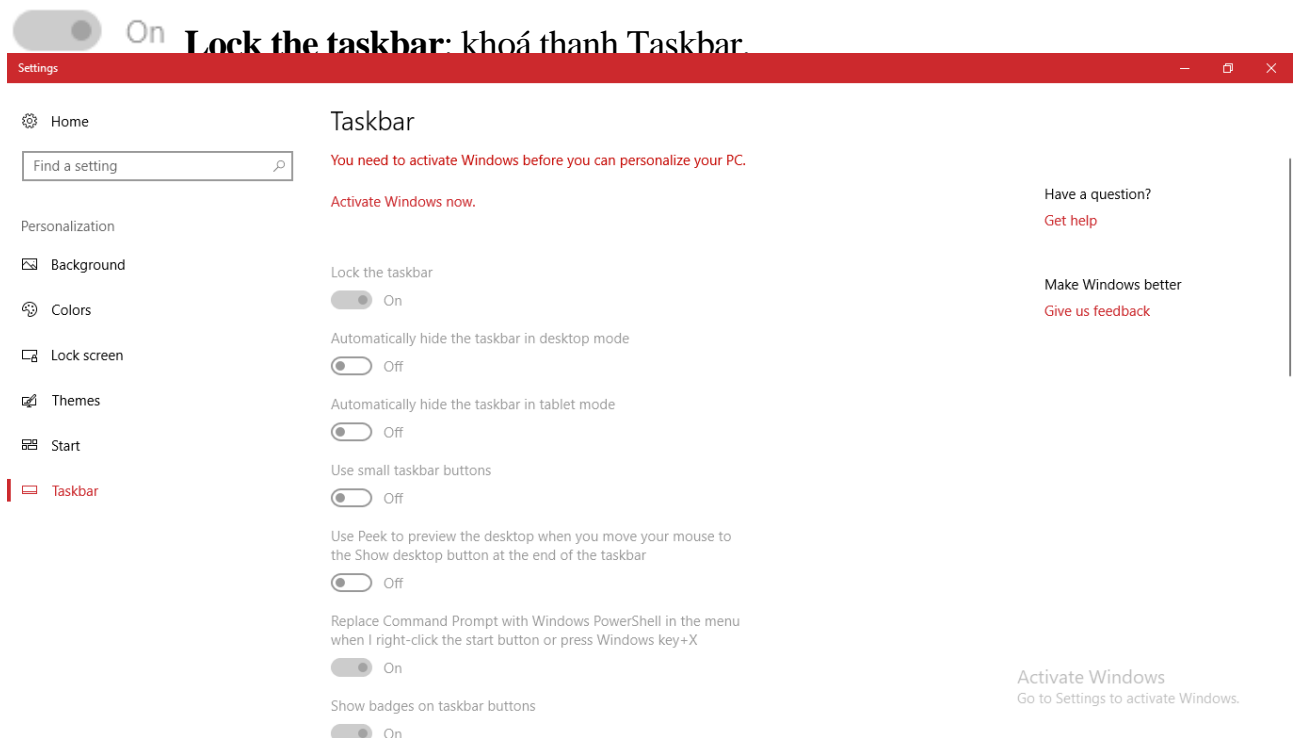 On Lock the taskbar: khoá thanh Taskbar.
Settings
Home
Find a setting
Personalization
Background
Colors
Lock screen
Themes
Start
Taskbar
Taskbar
You need to activate Windows before you can personalize your PC.
Activate Windows now.
Lock the taskbar
On
Automatically hide the taskbar in desktop mode
Off
Automatically hide the taskbar in tablet mode
Off
Use small taskbar buttons
Off
Use Peek to preview the desktop when you move your mouse to
the Show desktop button at the end of the taskbar
Off
Replace Command Prompt with Windows PowerShell in the menu
when I right-click the start button or press Windows key+X
On
Show badges on taskbar buttons
On
Have a question?
Get help
Make Windows better
Give us feedback
Activate Windows
Go to Settings to activate Windows.